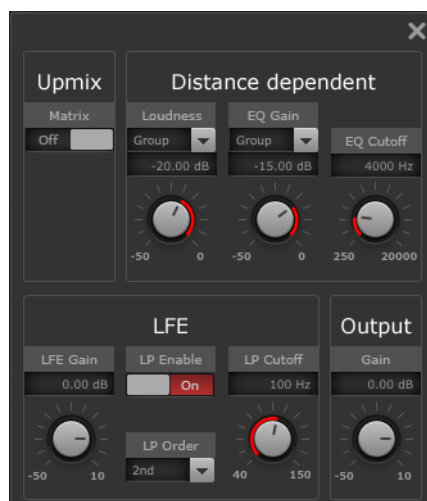 Upmix
Matrix
Off
Distance dependent
Loudness EQ Gain
Group Group EQ Cutoff
-20.00 dB -15.00 dB 4000 Hz
-50 0 -50 0 250 20000
LFE
LFE Gain LP Enable LP Cutoff
0.00 dB On 100 Hz
LP Order
-50 10 2nd 40 150
Output
Gain
0.00 dB
-50 10